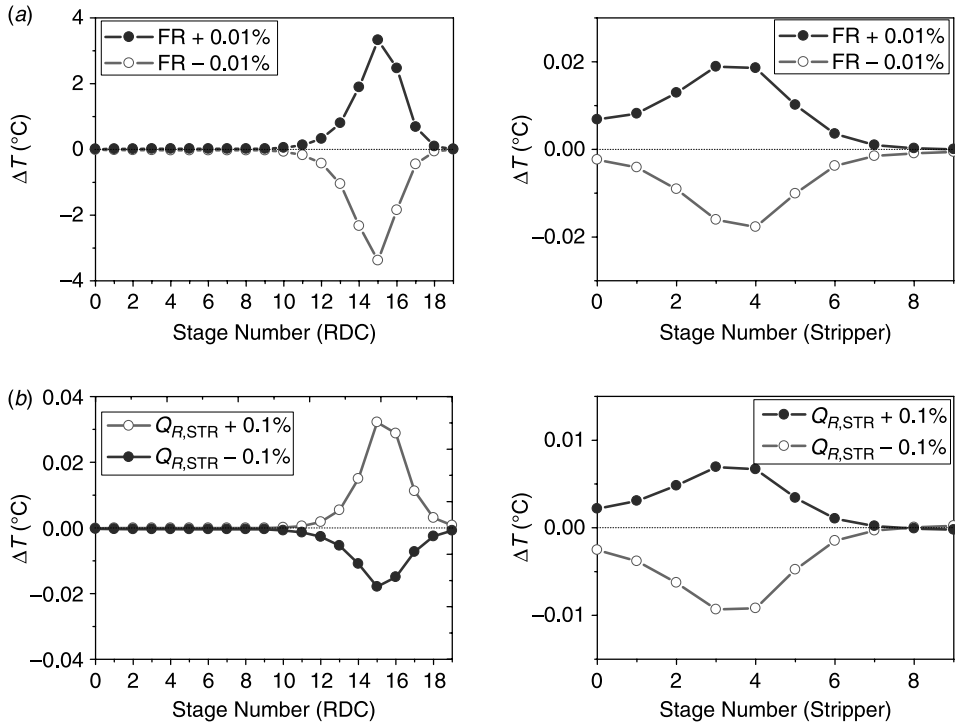 (a)
4
2
0
−2
−4
ΔT (°C)
FR + 0.01%
FR − 0.01%
0 2 4 6 8 10 12 14 16 18
Stage Number (RDC)
0.02
0.00
−0.02
ΔT (°C)
FR + 0.01%
FR − 0.01%
0 2 4 6 8
Stage Number (Stripper)
(b)
0.04
0.02
0.00
−0.02
−0.04
ΔT (°C)
Q_R,STR + 0.1%
Q_R,STR − 0.1%
0 2 4 6 8 10 12 14 16 18
Stage Number (RDC)
0.01
0.00
−0.01
ΔT (°C)
Q_R,STR + 0.1%
Q_R,STR − 0.1%
0 2 4 6 8
Stage Number (Stripper)